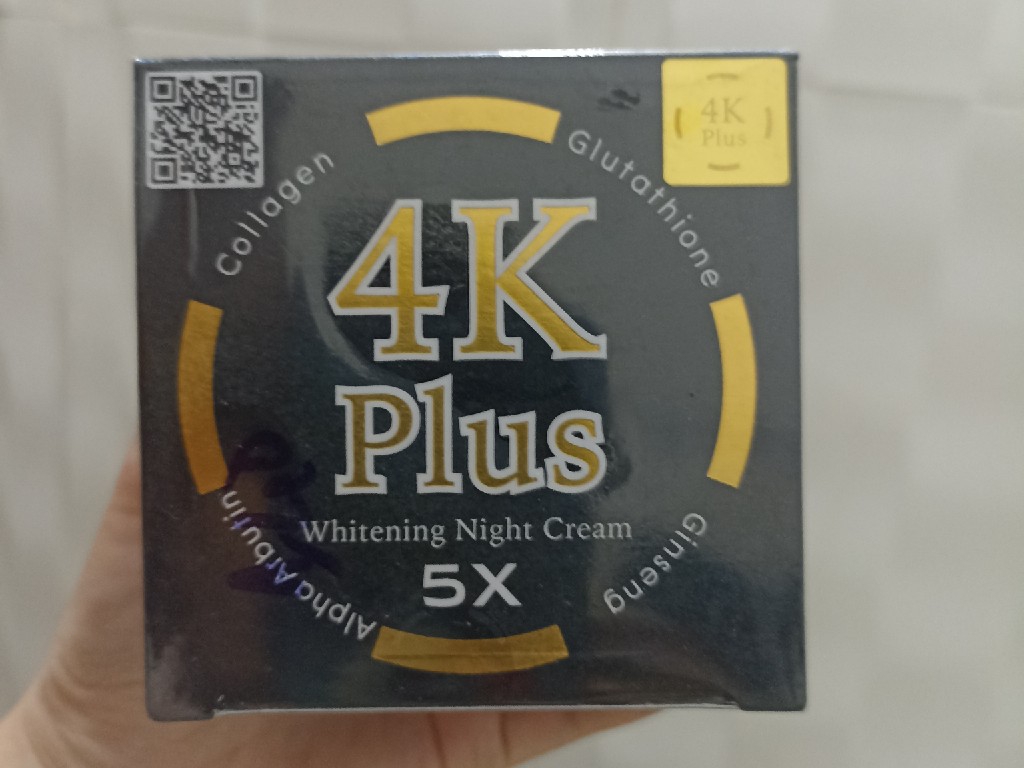 4K
Plus
Collagen
Glutathione
4K
Plus
Whitening Night Cream
5X
Alpha Arbutin
Ginseng